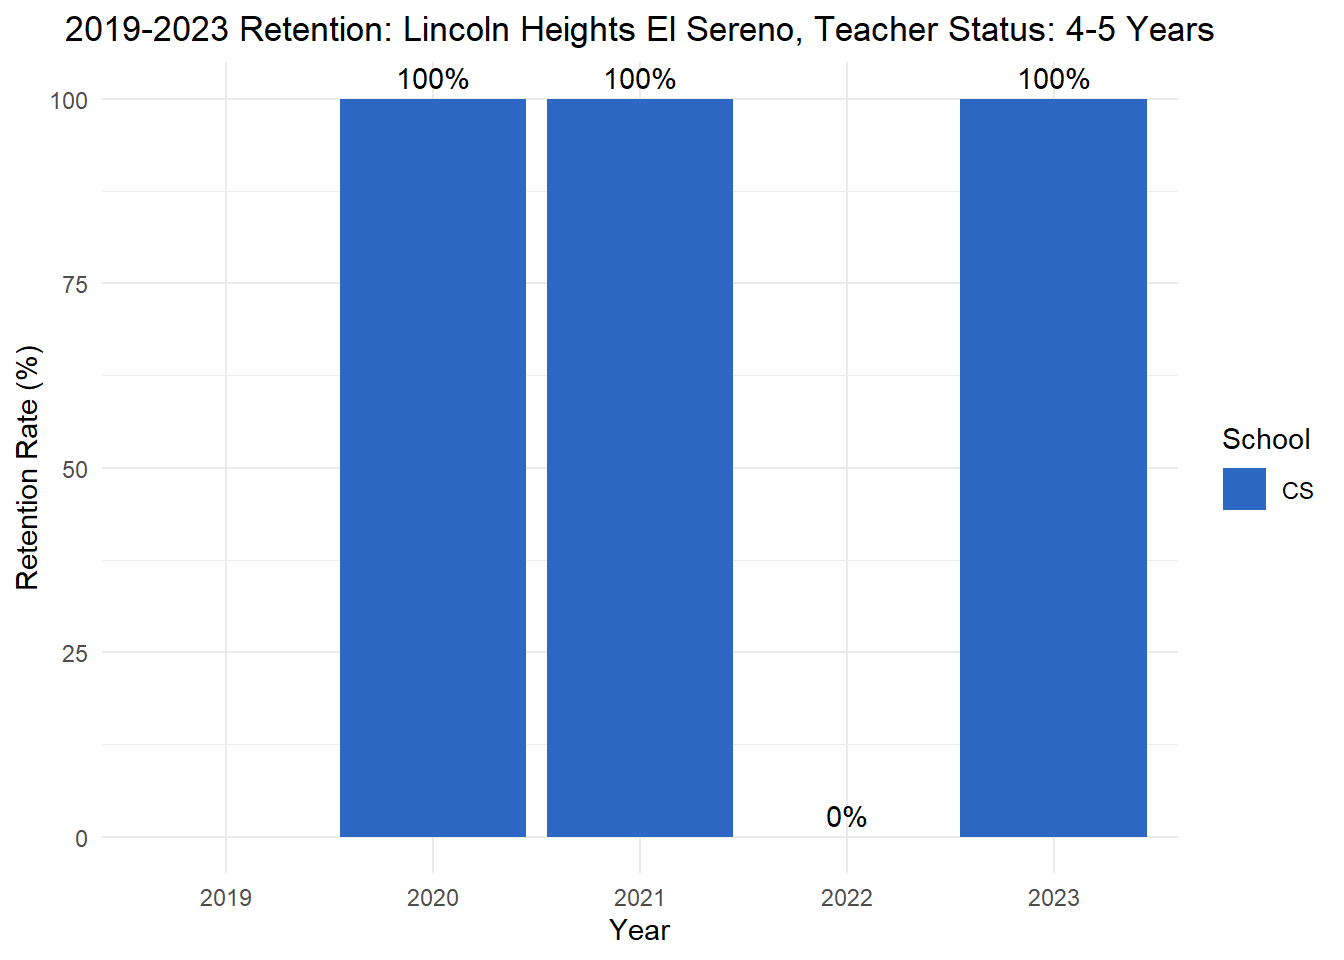 2019-2023 Retention: Lincoln Heights El Sereno, Teacher Status: 4-5 Years
100%
100%
100%
0%
100
75
50
25
0
Retention Rate (%)
2019
2020
2021
2022
2023
Year
School
CS